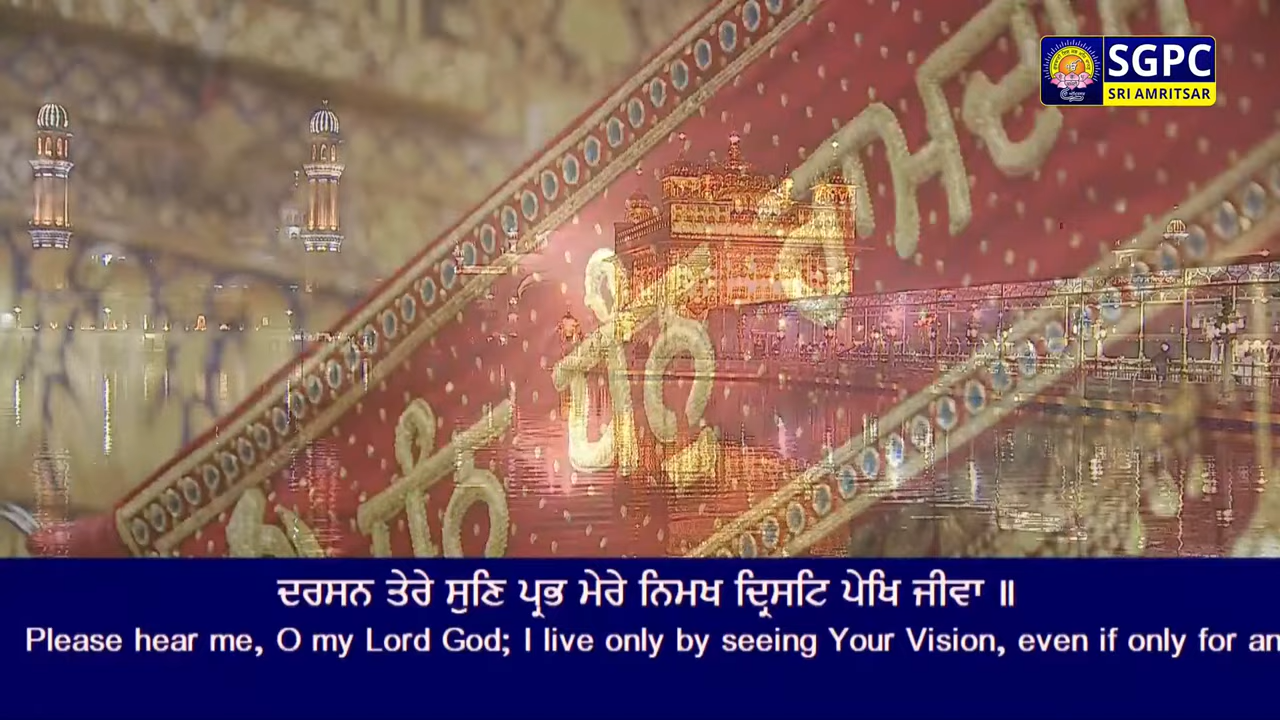 SGPC
SRI AMRITSAR
ਦਰਸਨ ਤੇਰੇ ਸੁਣਿ ਪ੍ਰਭ ਮੇਰੇ ਨਿਮਖ ਦ੍ਰਿਸਟਿ ਪੇਖਿ ਜੀਵਾ ॥
Please hear me, O my Lord God; I live only by seeing Your Vision, even if only for an